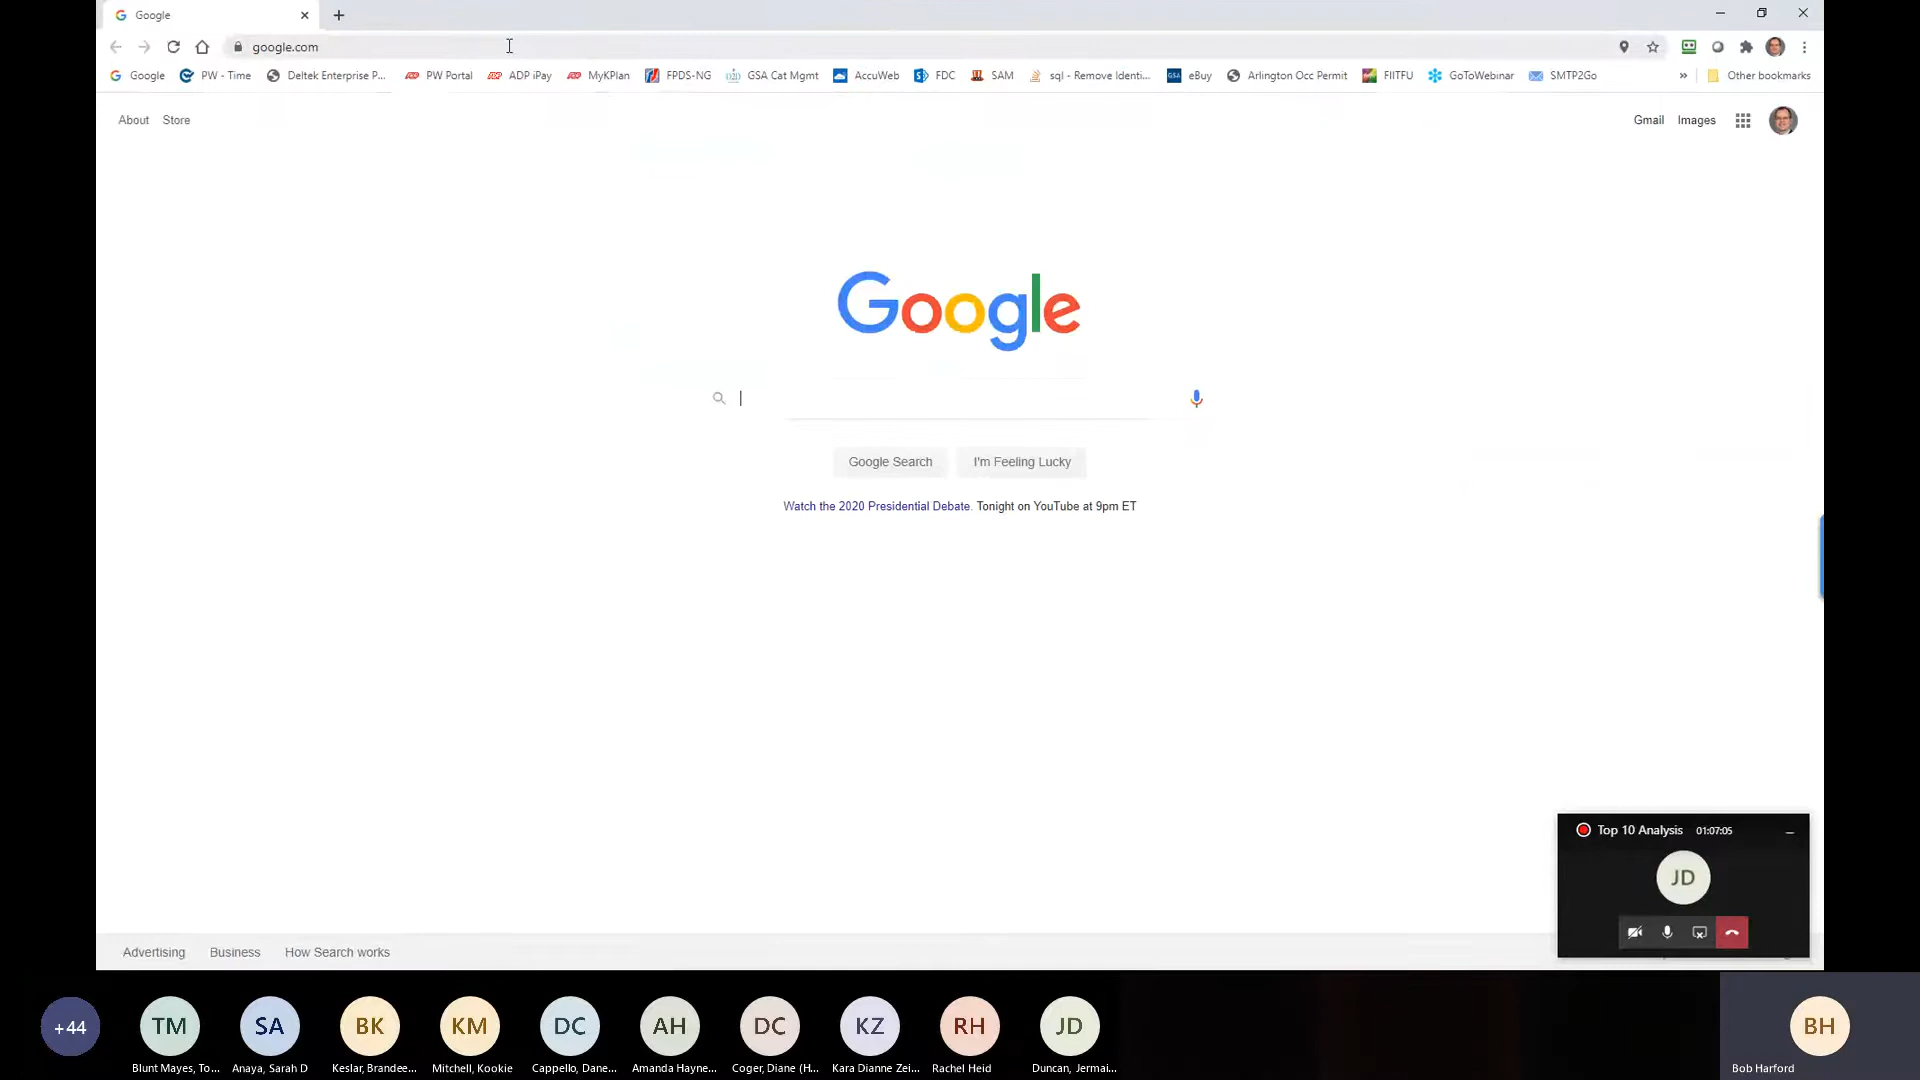 Google
google.com
Google PW - Time Deltek Enterprise P... PW Portal ADP iPay MyKPlan FPDS-NG GSA Cat Mgmt AccuWeb FDC SAM sql - Remove Identi... eBuy Arlington Occ Permit FIITFU GoToWebinar SMTP2Go » Other bookmarks
About Store Gmail Images
Google
Google Search I'm Feeling Lucky
Watch the 2020 Presidential Debate. Tonight on YouTube at 9pm ET
Top 10 Analysis 01:07:05
JD
Advertising Business How Search works
+44 TM SA BK KM DC AH DC KZ RH JD BH
Blunt Mayes, To... Anaya, Sarah D Keslar, Brandee... Mitchell, Kookie Cappello, Dane... Amanda Hayne... Coger, Diane (H... Kara Dianne Zei... Rachel Heid Duncan, Jermai... Bob Harford